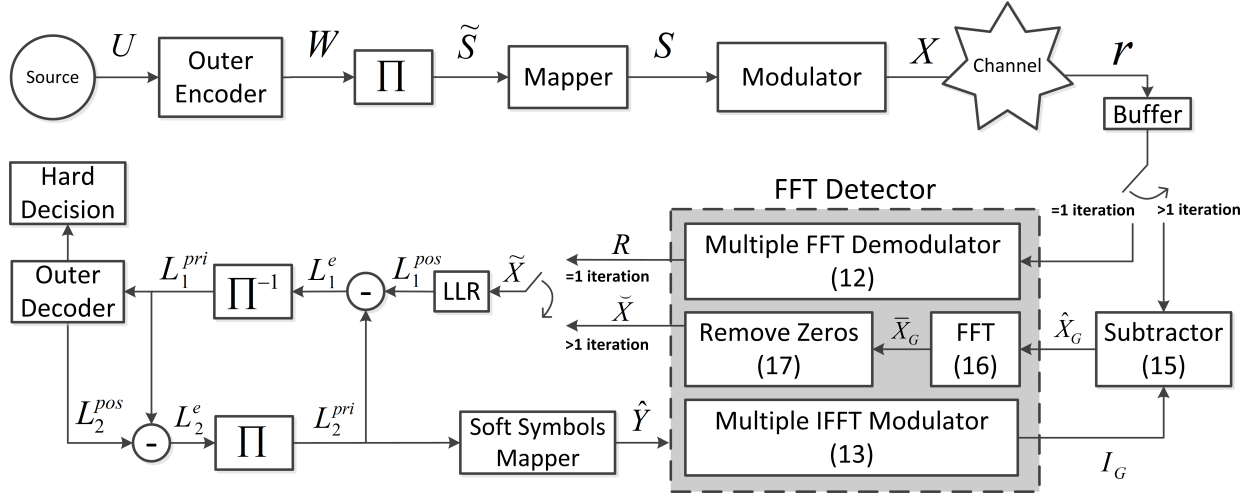 Source
U
Outer
Encoder
W
Π
S̃
Mapper
S
Modulator
X
Channel
r
Buffer
=1 iteration
>1 iteration
Hard
Decision
FFT Detector
Multiple FFT Demodulator
(12)
R
=1 iteration
X̃
LLR
L₁^{pos}
-
L₁^{e}
Π⁻¹
L₁^{pri}
Outer
Decoder
X̆
>1 iteration
Remove Zeros
(17)
X̄_G
FFT
(16)
X̂_G
Subtractor
(15)
L₂^{pos}
-
L₂^{e}
Π
L₂^{pri}
Soft Symbols
Mapper
Ŷ
Multiple IFFT Modulator
(13)
I_G